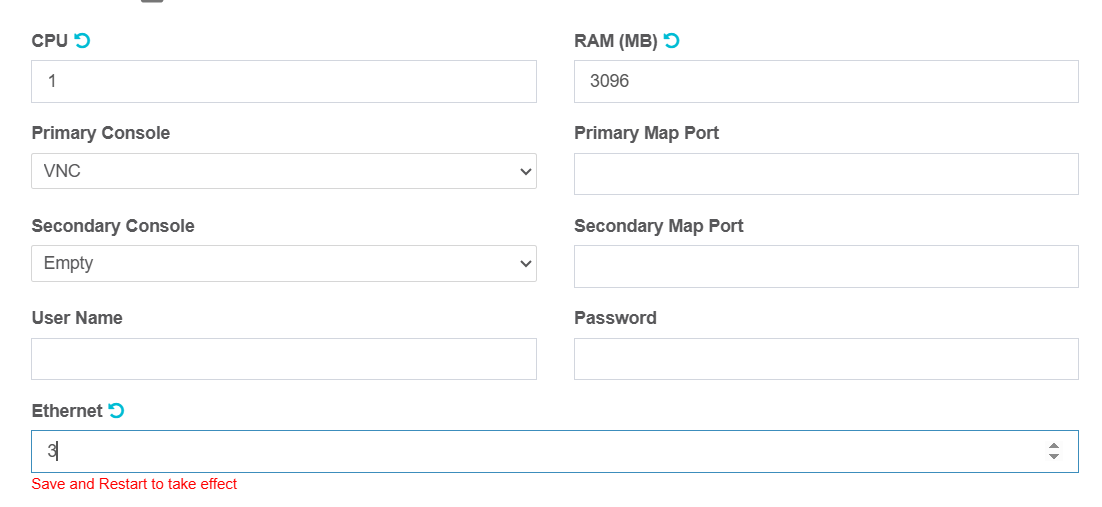 CPU
RAM (MB)
1
3096
Primary Console
Primary Map Port
VNC
Secondary Console
Secondary Map Port
Empty
User Name
Password
Ethernet
3
Save and Restart to take effect